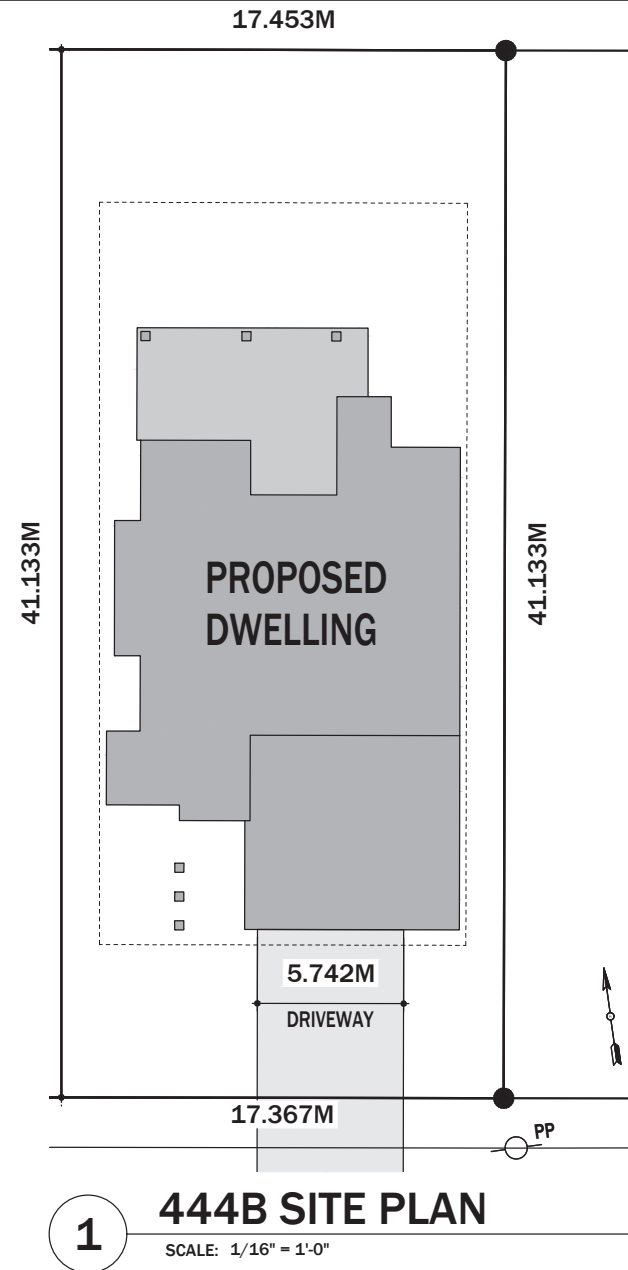 17.453M
41.133M
41.133M
PROPOSED
DWELLING
5.742M
DRIVEWAY
17.367M
PP
1
444B SITE PLAN
SCALE: 1/16" = 1'-0"